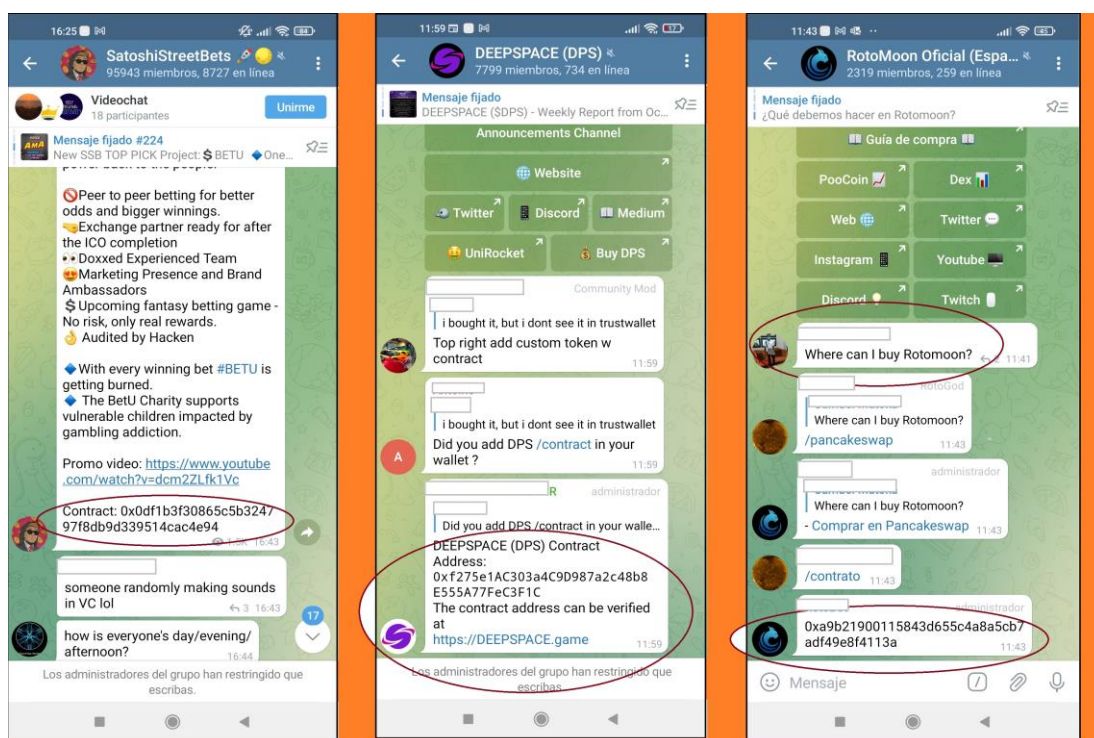 16:25
84
SatoshiStreetBets
95943 miembros, 8727 en línea
Videochat
18 participantes
Unirme
Mensaje fijado #224
New SSB TOP PICK Project: $ BETU 🔷One...
power back to the people.
🚫Peer to peer betting for better
odds and bigger winnings.
🤜Exchange partner ready for after
the ICO completion
👀Doxxed Experienced Team
😍Marketing Presence and Brand
Ambassadors
💲Upcoming fantasy betting game -
No risk, only real rewards.
👌 Audited by Hacken
🔷With every winning bet #BETU is
getting burned.
🔷 The BetU Charity supports
vulnerable children impacted by
gambling addiction.
Promo video: https://www.youtube
.com/watch?v=dcm2ZLfk1Vc
Contract: 0x0df1b3f30865c5b3247
97f8db9d339514cac4e94
1.5K 16:43
someone randomly making sounds
in VC lol
3 16:43
17
how is everyone's day/evening/
afternoon?
16:44
Los administradores del grupo han restringido que
escribas.
11:59
DEEPSPACE (DPS)
7799 miembros, 734 en línea
Mensaje fijado
DEEPSPACE ($DPS) - Weekly Report from Oc...
Announcements Channel
Website
Twitter
Discord
Medium
UniRocket
Buy DPS
Community Mod
i bought it, but i dont see it in trustwallet
Top right add custom token w
contract
11:59
i bought it, but i dont see it in trustwallet
Did you add DPS /contract in your
wallet ?
11:59
A
R administrador
Did you add DPS /contract in your walle...
DEEPSPACE (DPS) Contract
Address:
0xf275e1AC303a4C9D987a2c48b8
E555A77FeC3F1C
The contract address can be verified
at
https://DEEPSPACE.game
11:59
Los administradores del grupo han restringido que
escribas.
11:43
45
RotoMoon Oficial (Espa...
2319 miembros, 259 en línea
Mensaje fijado
¿Qué debemos hacer en RotoMoon?
Guía de compra
PooCoin
Dex
Web
Twitter
Instagram
Youtube
Discord
Twitch
Where can I buy Rotomoon?
2 11:41
RotoGod
Where can I buy Rotomoon?
/pancakeswap
11:43
administrador
Where can I buy Rotomoon?
- Comprar en Pancakeswap
11:43
/contrato
11:43
administrador
0xa9b21900115843d655c4a8a5cb7
adf49e8f4113a
11:43
Mensaje